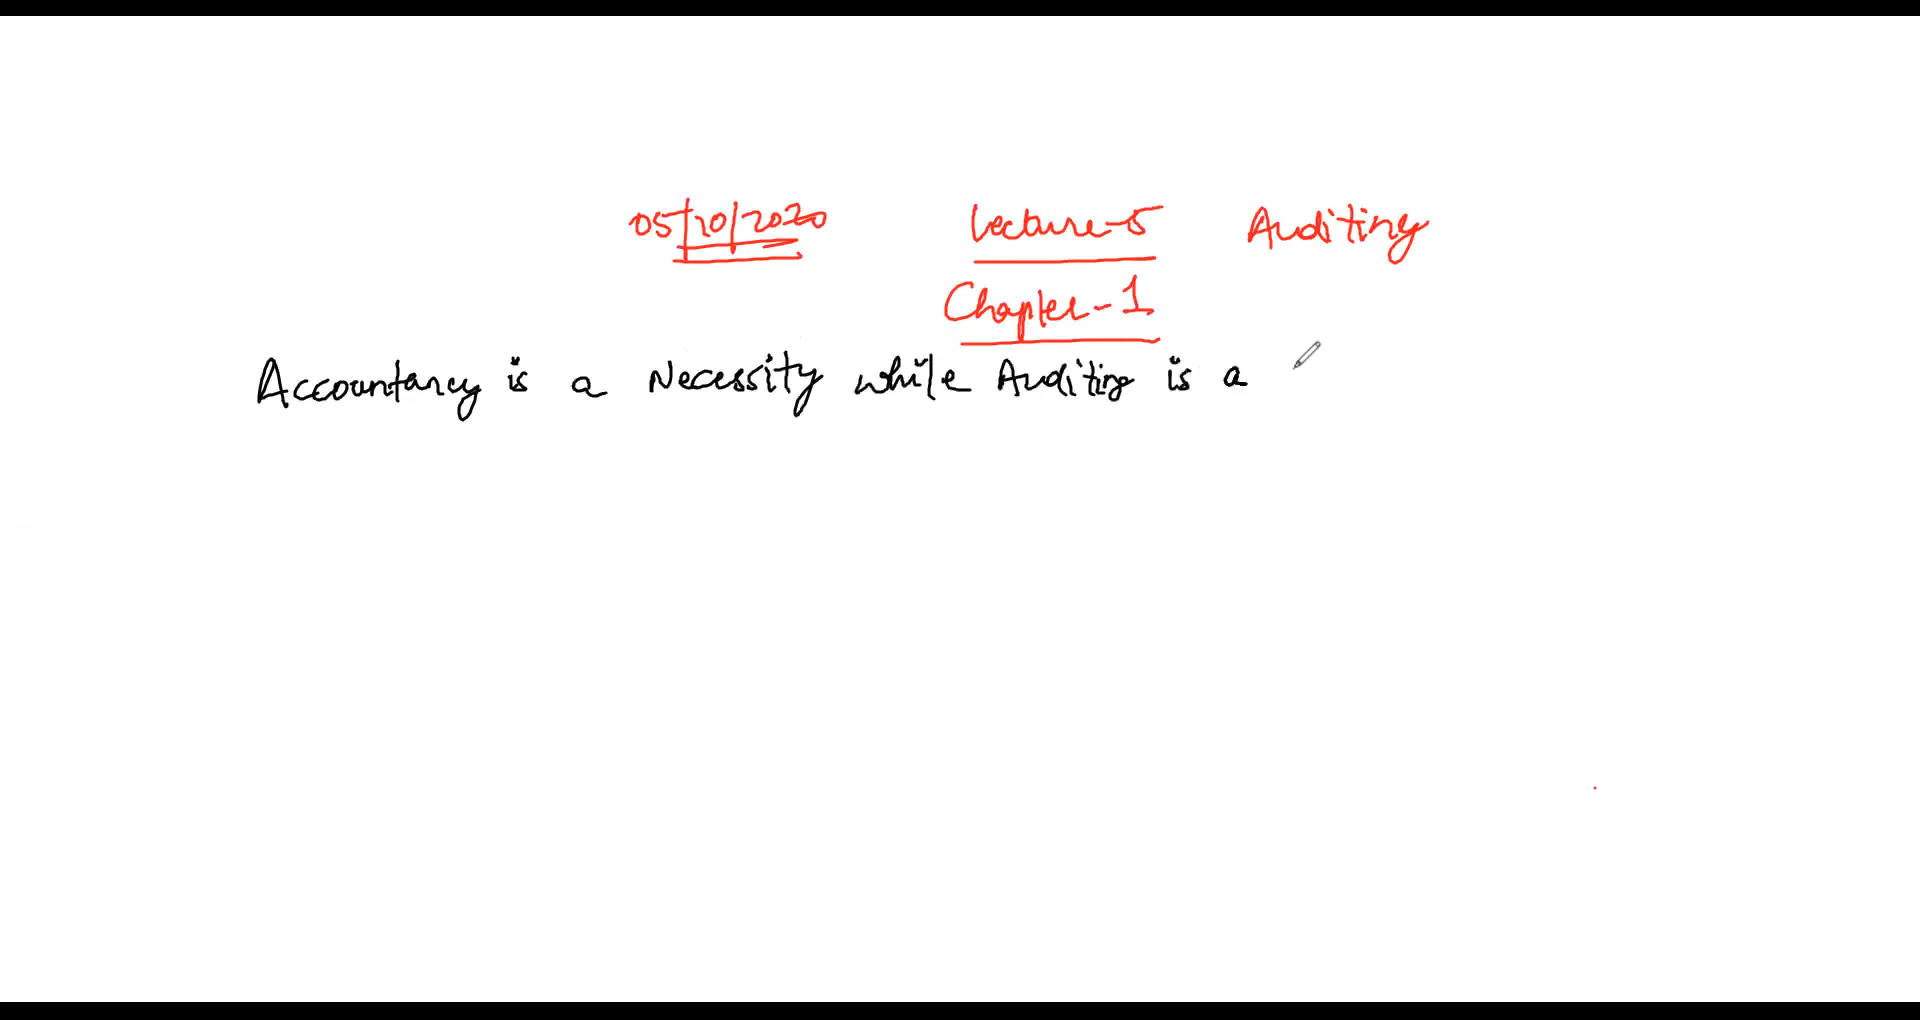 05/10/2020 Lecture-5 Auditing
Chapter-1
Accountancy is a Necessity while Auditing is a